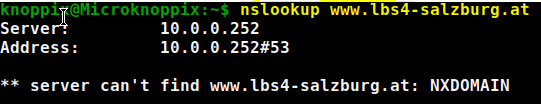 knoppix@Microknoppix:~$ nslookup www.lbs4-salzburg.at
Server: 10.0.0.252
Address: 10.0.0.252#53
** server can't find www.lbs4-salzburg.at: NXDOMAIN